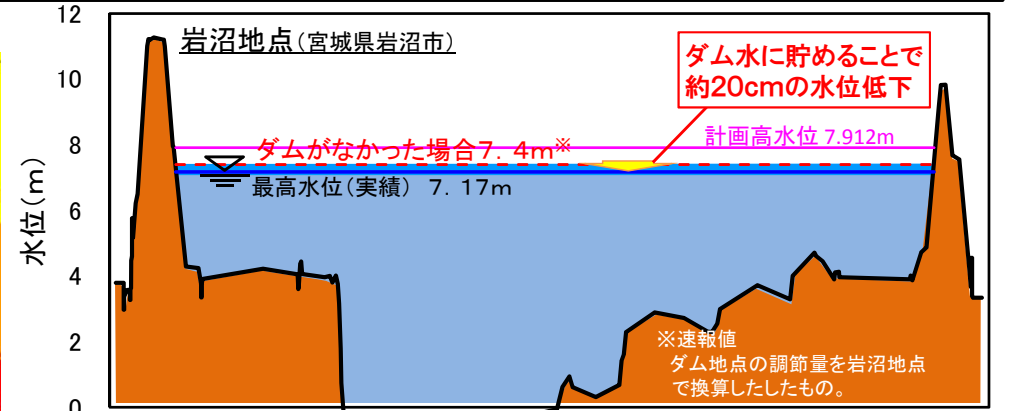 12
岩沼地点(宮城県岩沼市)
ダム水に貯めることで
約20cmの水位低下
10
計画高水位 7.912m
8
ダムがなかった場合7.4m※
最高水位(実績) 7.17m
水位(m)
6
4
2
※速報値
ダム地点の調節量を岩沼地点
で換算したしたもの。
0